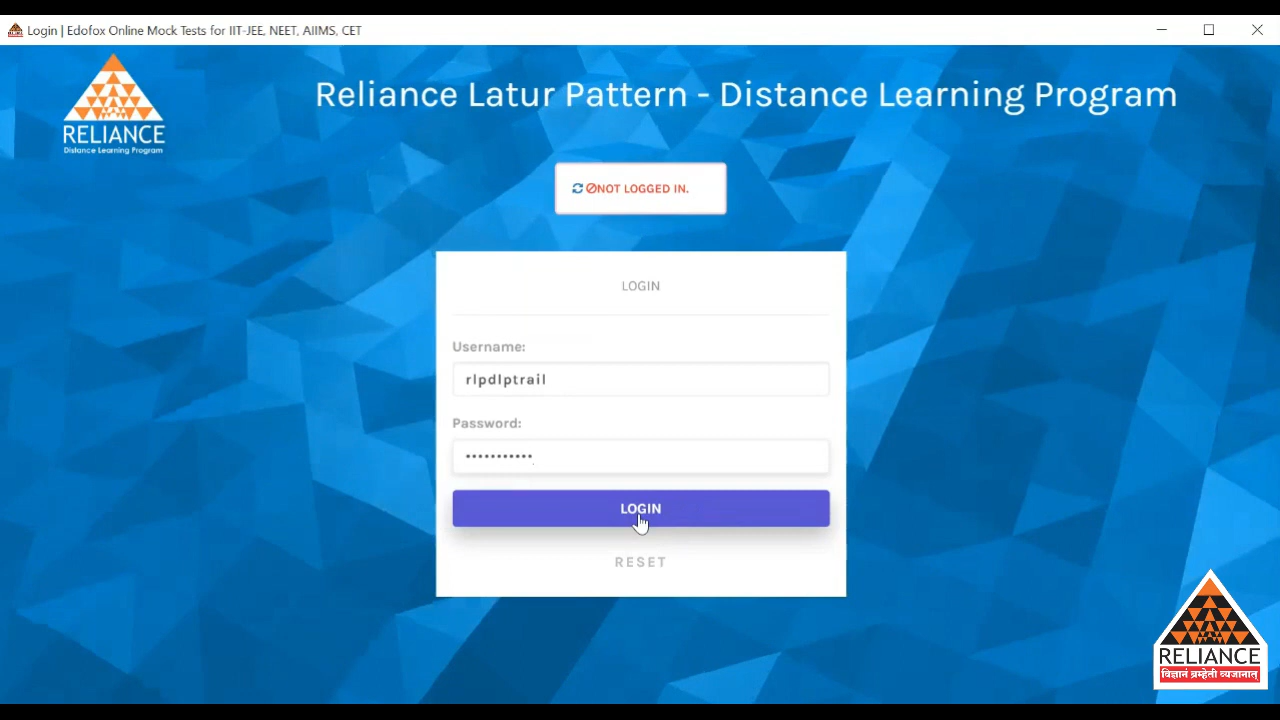 Login | Edofox Online Mock Tests for IIT-JEE, NEET, AIIMS, CET
RELIANCE
Distance Learning Program
Reliance Latur Pattern - Distance Learning Program
NOT LOGGED IN.
LOGIN
Username:
rlpdlptrail
Password:
LOGIN
RESET
RELIANCE
विज्ञानं ब्रम्हेती व्यजानात्